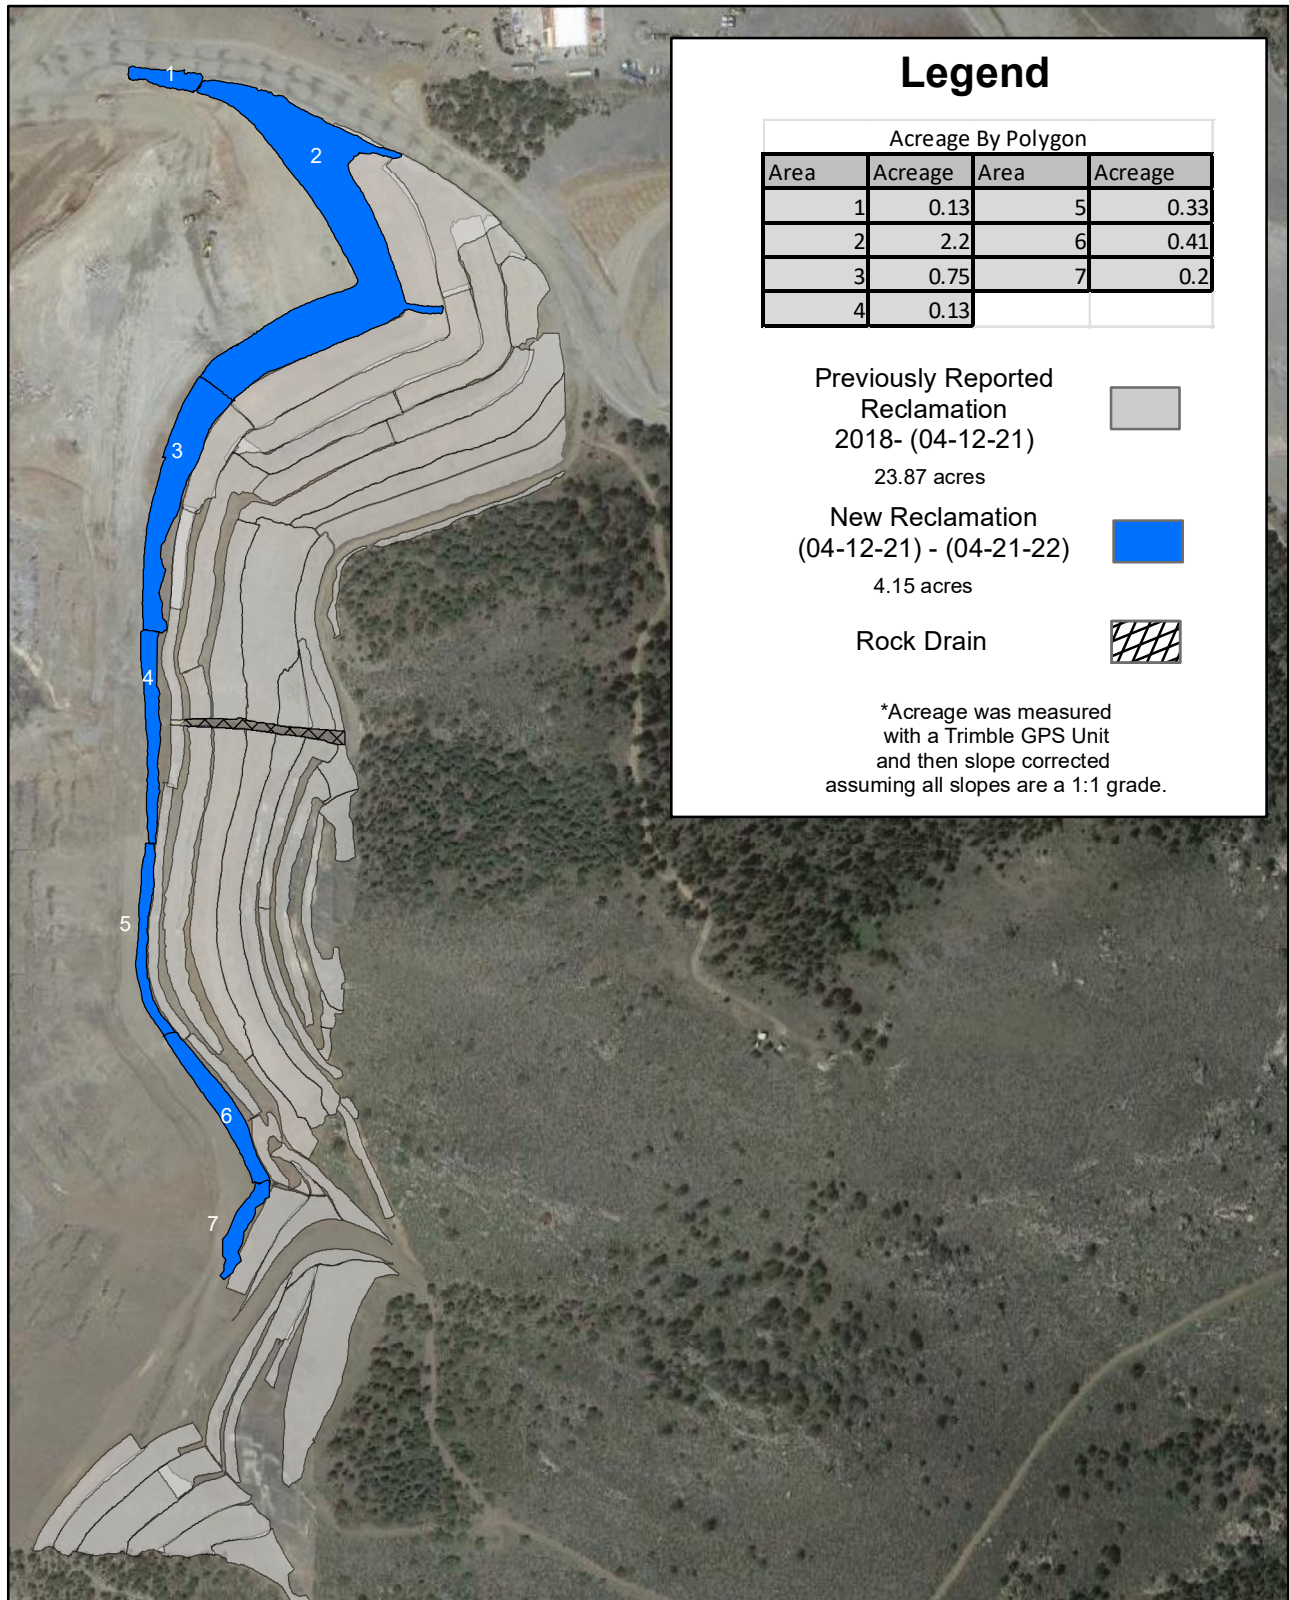 1
2
3
4
5
6
7
Legend
Acreage By Polygon
Area Acreage Area Acreage
1 0.13 5 0.33
2 2.2 6 0.41
3 0.75 7 0.2
4 0.13
Previously Reported
Reclamation
2018- (04-12-21)
23.87 acres
New Reclamation
(04-12-21) - (04-21-22)
4.15 acres
Rock Drain
*Acreage was measured
with a Trimble GPS Unit
and then slope corrected
assuming all slopes are a 1:1 grade.